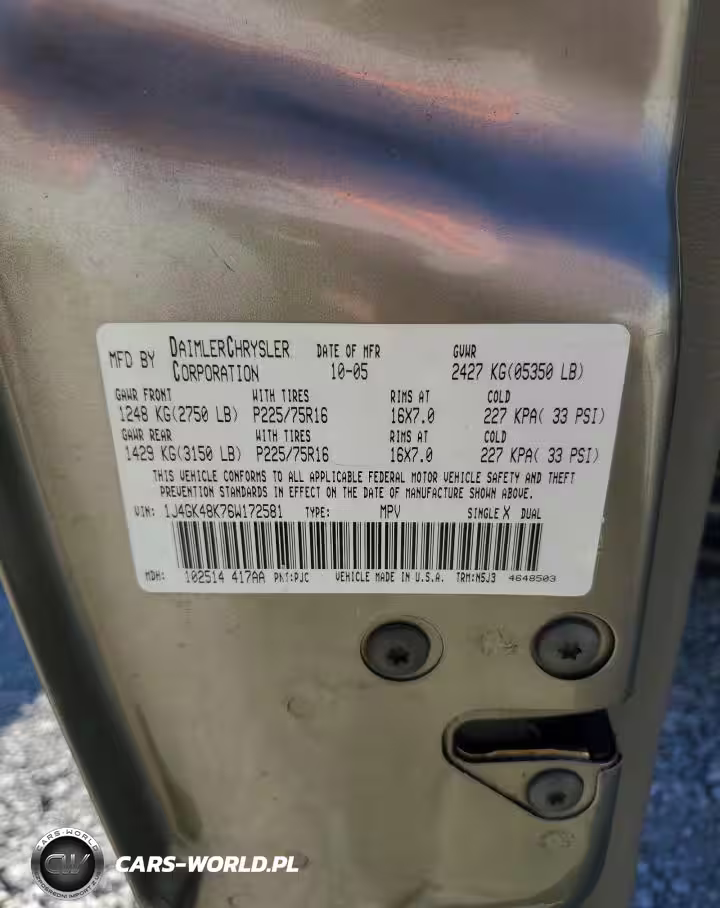 MFD BY DAIMLERCHRYSLER CORPORATION DATE OF MFR 10-05 GVWR 2427 KG(05350 LB)
GAWR FRONT WITH TIRES RIMS AT COLD
1248 KG(2750 LB) P225/75R16 16X7.0 227 KPA( 33 PSI)
GAWR REAR WITH TIRES RIMS AT COLD
1429 KG(3150 LB) P225/75R16 16X7.0 227 KPA( 33 PSI)
THIS VEHICLE CONFORMS TO ALL APPLICABLE FEDERAL MOTOR VEHICLE SAFETY AND THEFT
PREVENTION STANDARDS IN EFFECT ON THE DATE OF MANUFACTURE SHOWN ABOVE.
VIN: 1J4GK48K76W172581 TYPE: MPV SINGLE X DUAL
MDH: 102514 417AA PNT:PJC VEHICLE MADE IN U.S.A. TRM:N5J3 4648503
CARS-WORLD
CW
CARS-WORLD.PL